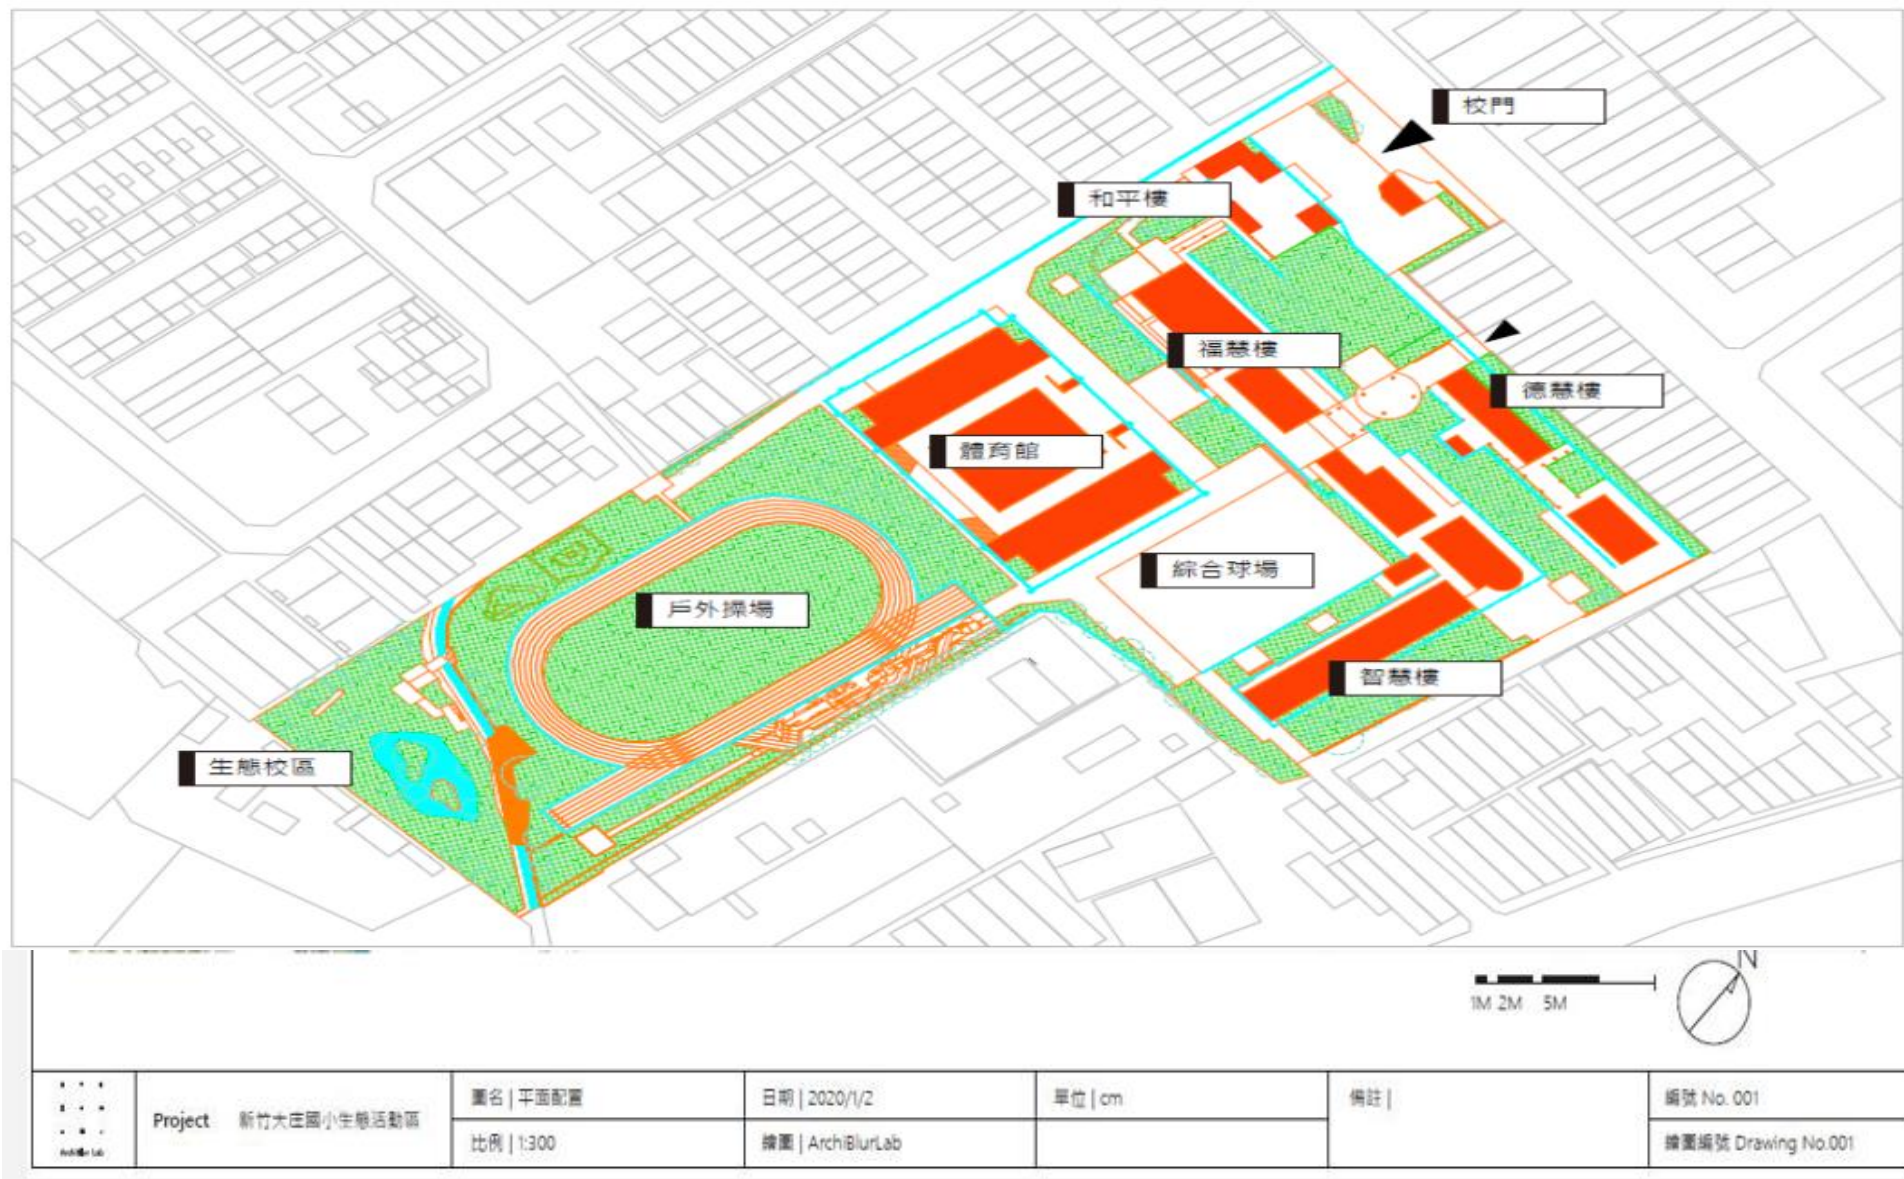 校門
和平樓
福慧樓
德慧樓
體育館
綜合球場
戶外操場
智慧樓
生態校區
N
1M 2M 5M
Project 新竹大庄國小生態活動區
圖名 | 平面配置
比例 | 1:300
日期 | 2020/1/2
繪圖 | ArchiBlurLab
單位 | cm
備註 |
編號 No. 001
繪圖編號 Drawing No.001
ArchiBlur Lab